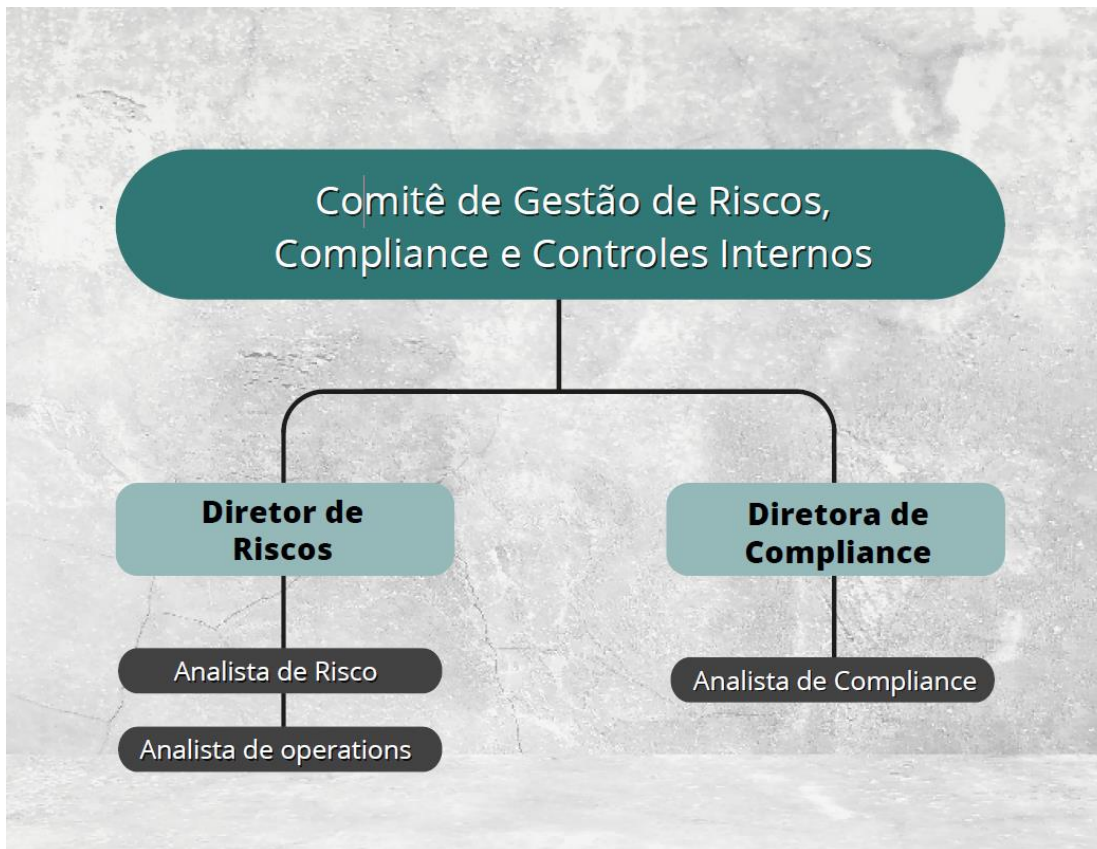 Comitê de Gestão de Riscos,
Compliance e Controles Internos
Diretor de
Riscos
Diretora de
Compliance
Analista de Risco
Analista de Compliance
Analista de operations